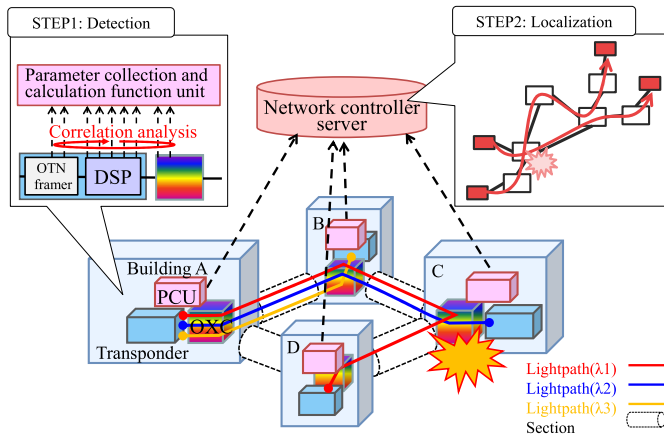 STEP1: Detection
Parameter collection and
calculation function unit
Correlation analysis
OTN
framer
DSP
STEP2: Localization
Network controller
server
Building A
PCU
OXC
Transponder
B
C
D
Lightpath(λ1)
Lightpath(λ2)
Lightpath(λ3)
Section